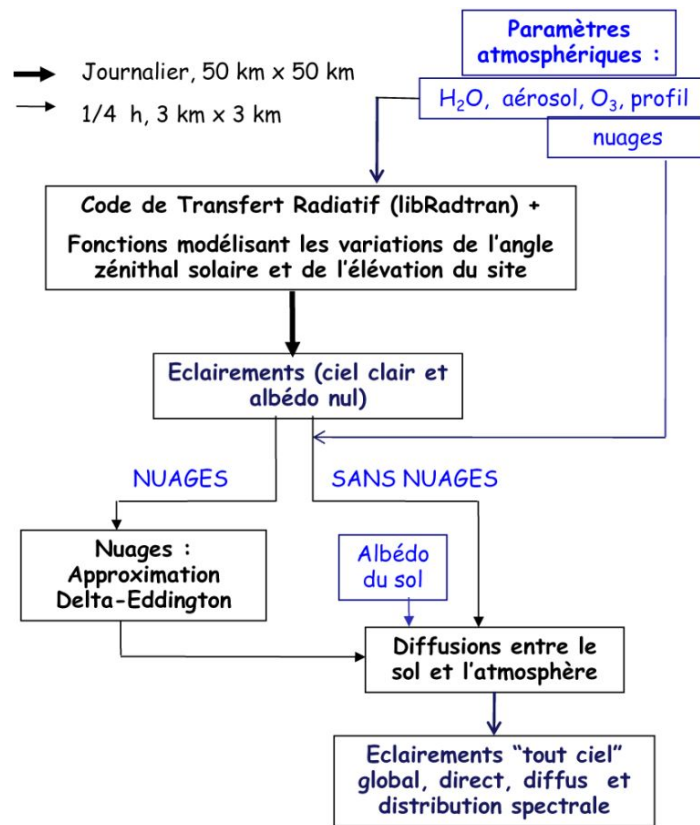 Paramètres
atmosphériques :
H₂O, aérosol, O₃, profil
nuages
Journalier, 50 km x 50 km
1/4 h, 3 km x 3 km
Code de Transfert Radiatif (libRadtran) +
Fonctions modélisant les variations de l'angle
zénithal solaire et de l'élévation du site
Eclairements (ciel clair et
albédo nul)
NUAGES
SANS NUAGES
Nuages :
Approximation
Delta-Eddington
Albédo
du sol
Diffusions entre le
sol et l'atmosphère
Eclairements "tout ciel"
global, direct, diffus et
distribution spectrale